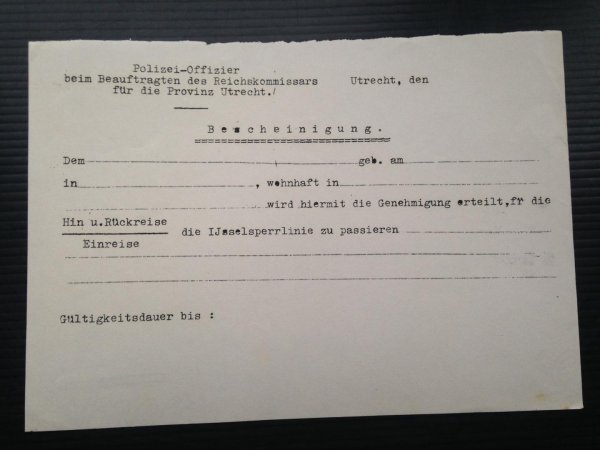 Polizei-Offizier
beim Beauftragten des Reichskommissars Utrecht, den
für die Provinz Utrecht./
Bescheinigung.
Dem geb. am
in , wohnhaft in
wird hiermit die Genehmigung erteilt,fr die
Hin u.Rückreise
Einreise
die IJsselsperrlinie zu passieren
Gültigkeitsdauer bis :